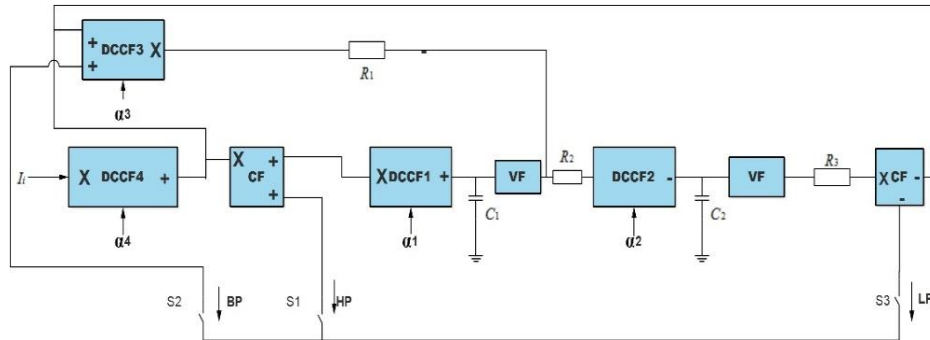 +
+
DCCF3
X
R1
-
α3
Ii
X
DCCF4
+
X
CF
+
+
X
DCCF1
+
VF
R2
DCCF2
-
VF
R3
X
CF
-
-
C1
C2
α4
α1
α2
S2
BP
S1
HP
S3
LP